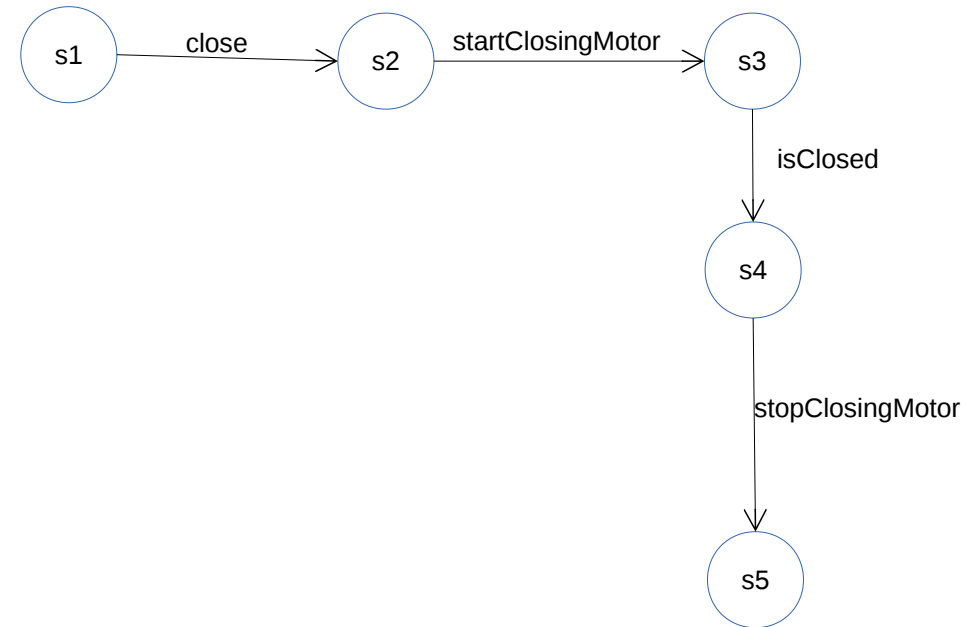 s1
close
s2
startClosingMotor
s3
isClosed
s4
stopClosingMotor
s5